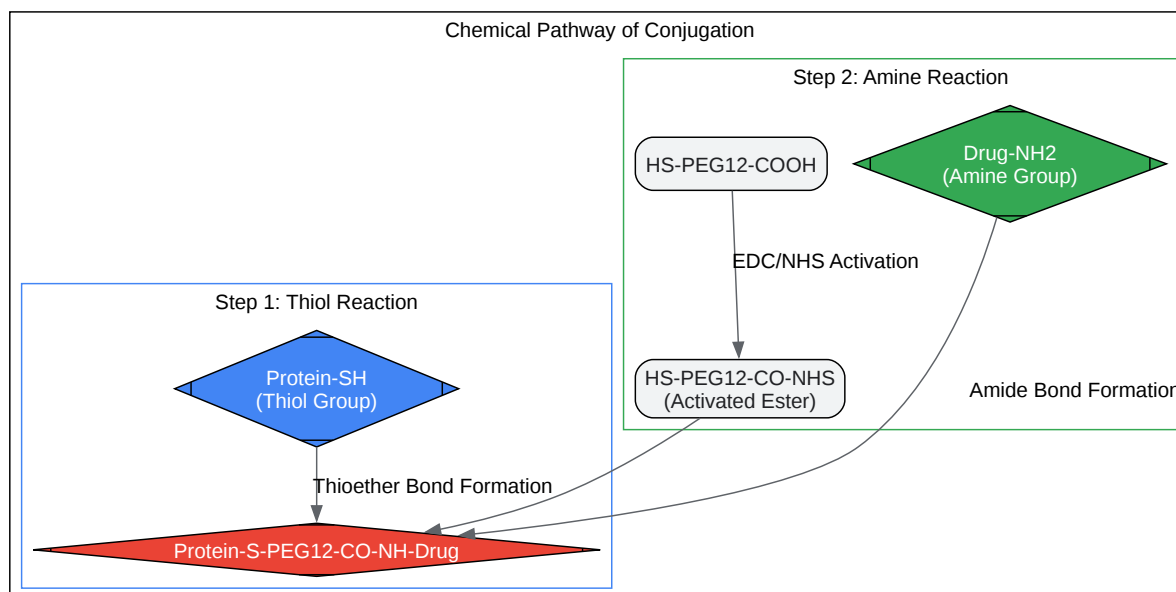 Chemical Pathway of Conjugation
Step 2: Amine Reaction
HS-PEG12-COOH
Drug-NH2
(Amine Group)
EDC/NHS Activation
Step 1: Thiol Reaction
Protein-SH
(Thiol Group)
HS-PEG12-CO-NHS
(Activated Ester)
Amide Bond Formation
Thioether Bond Formation
Protein-S-PEG12-CO-NH-Drug